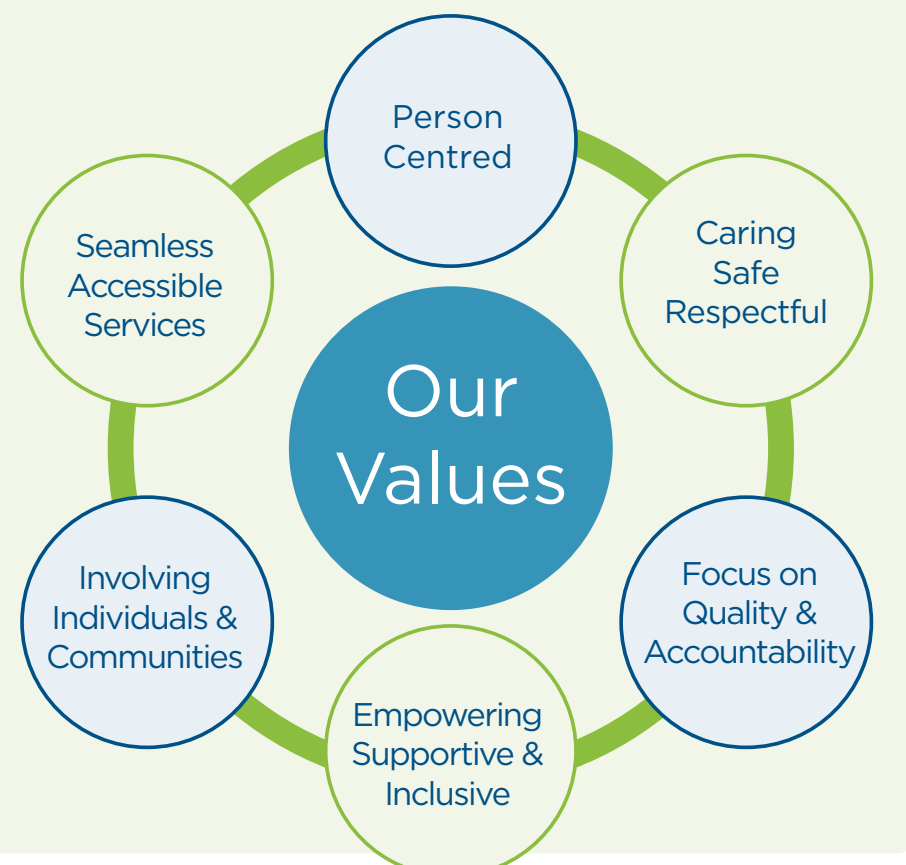 Person
Centred
Caring
Safe
Respectful
Focus on
Quality &
Accountability
Empowering
Supportive &
Inclusive
Involving
Individuals &
Communities
Seamless
Accessible
Services
Our
Values